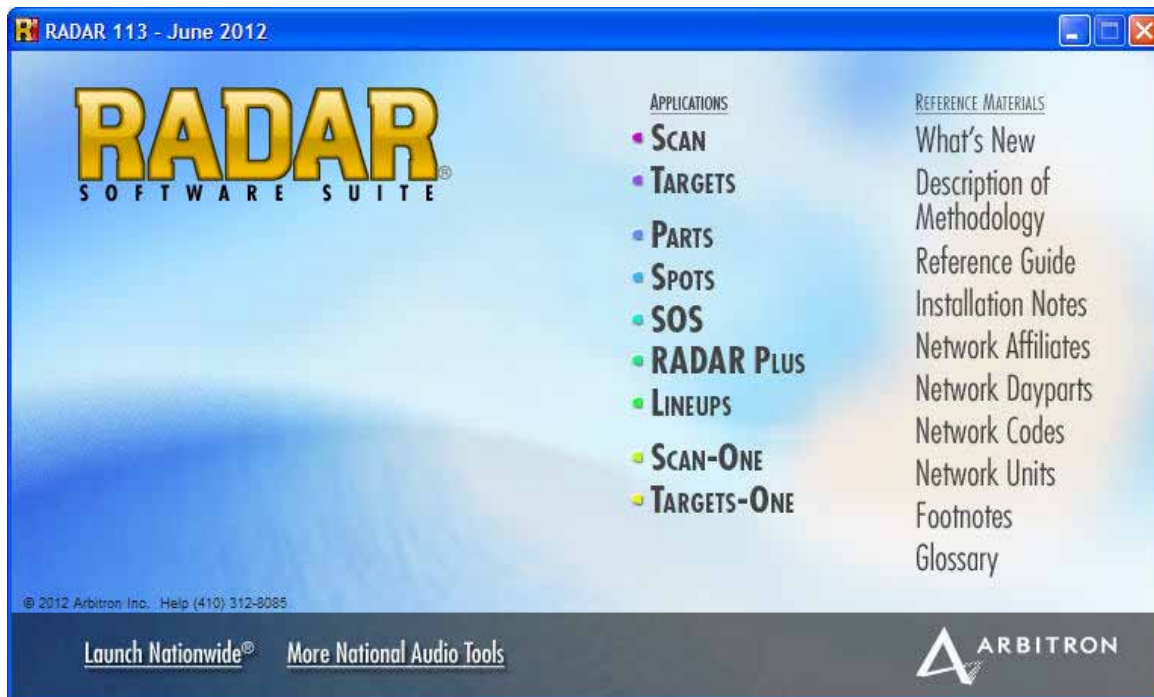 RADAR 113 - June 2012
RADAR®
SOFTWARE SUITE
APPLICATIONS
SCAN
TARGETS
PARTS
SPOTS
SOS
RADAR PLUS
LINEUPS
SCAN-ONE
TARGETS-ONE
REFERENCE MATERIALS
What's New
Description of
Methodology
Reference Guide
Installation Notes
Network Affiliates
Network Dayparts
Network Codes
Network Units
Footnotes
Glossary
© 2012 Arbitron Inc. Help (410) 312-8085
Launch Nationwide® More National Audio Tools
ARBITRON